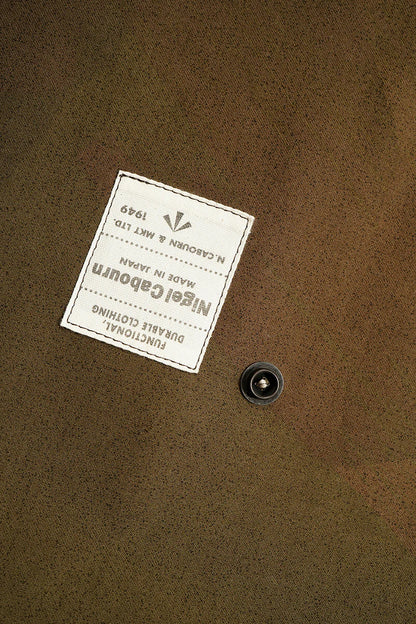 FUNCTIONAL,
DURABLE CLOTHING
Nigel Cabourn
MADE IN JAPAN
N.CABOURN & MKT LTD.
1949